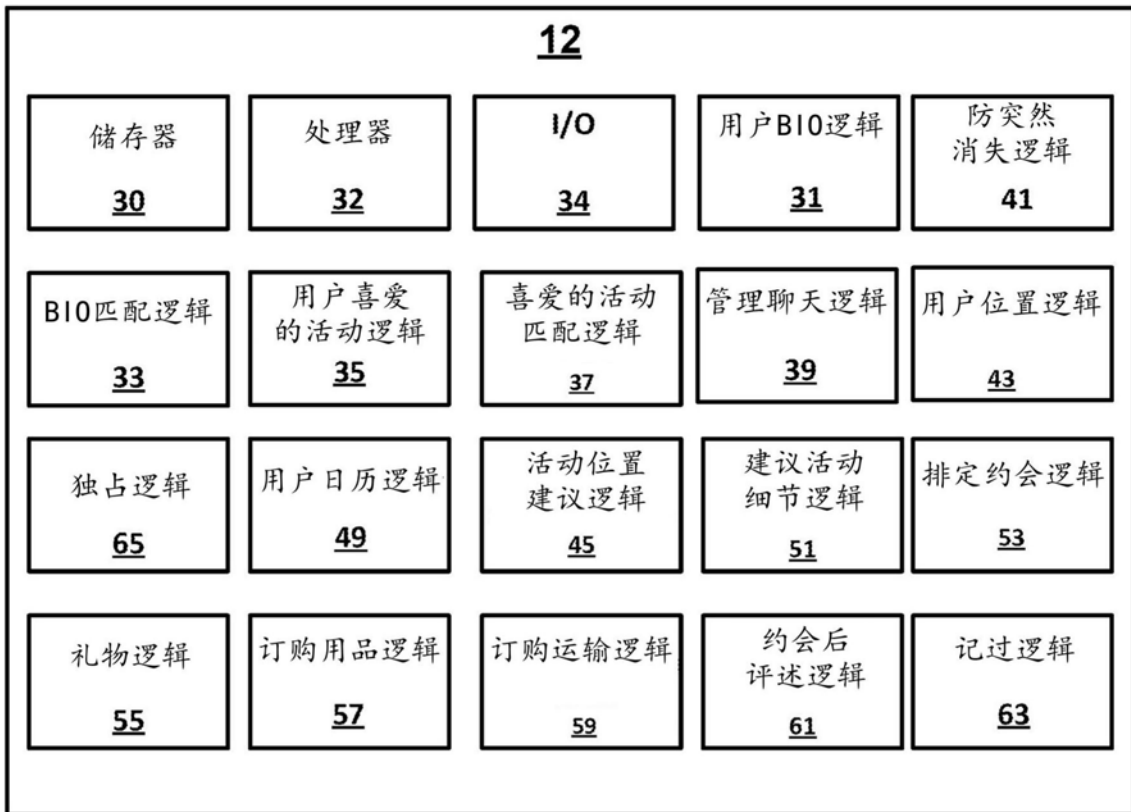 12
储存器
30
处理器
32
I/O
34
用户BIO逻辑
31
防突然
消失逻辑
41
BIO匹配逻辑
33
用户喜爱
的活动逻辑
35
喜爱的活动
匹配逻辑
37
管理聊天逻辑
39
用户位置逻辑
43
独占逻辑
65
用户日历逻辑
49
活动位置
建议逻辑
45
建议活动
细节逻辑
51
排定约会逻辑
53
礼物逻辑
55
订购用品逻辑
57
订购运输逻辑
59
约会后
评述逻辑
61
记过逻辑
63